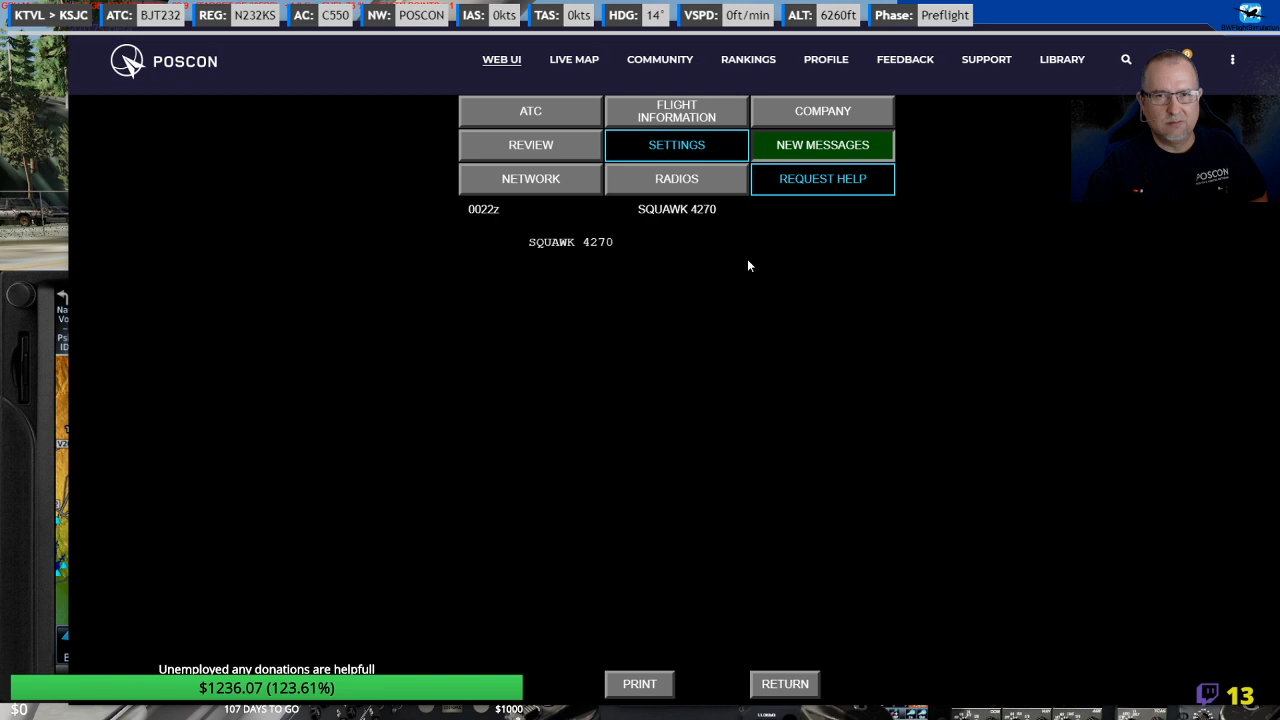 KTVL > KSJC ATC: BJT232 REG: N232KS AC: C550 NW: POSCON IAS: 0kts TAS: 0kts HDG: 14° VSPD: 0ft/min ALT: 6260ft Phase: Preflight
POSCON WEB UI LIVE MAP COMMUNITY RANKINGS PROFILE FEEDBACK SUPPORT LIBRARY
ATC
FLIGHT
INFORMATION
COMPANY
REVIEW SETTINGS NEW MESSAGES
NETWORK RADIOS REQUEST HELP
POSCON
0022z SQUAWK 4270
SQUAWK 4270
Unemployed any donations are helpfull
$1236.07 (123.61%)
PRINT RETURN
$0 107 DAYS TO GO $1000
13